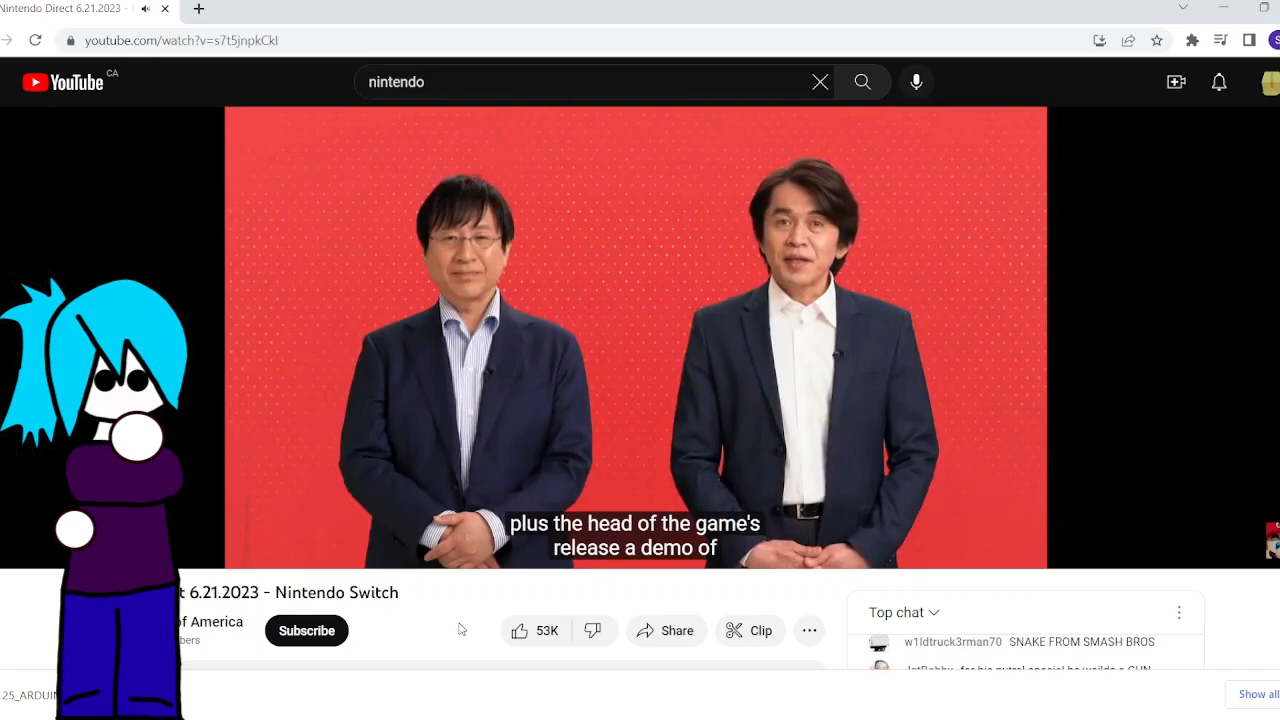 Nintendo Direct 6.21.2023 -
youtube.com/watch?v=s7t5jnpkCkI
YouTube CA
nintendo
plus the head of the game's
release a demo of
6.21.2023 - Nintendo Switch
of America
Subscribe
53K
Share
Clip
Top chat
w1ldtruck3rman70 SNAKE FROM SMASH BROS
25_ARDUIN
Show all